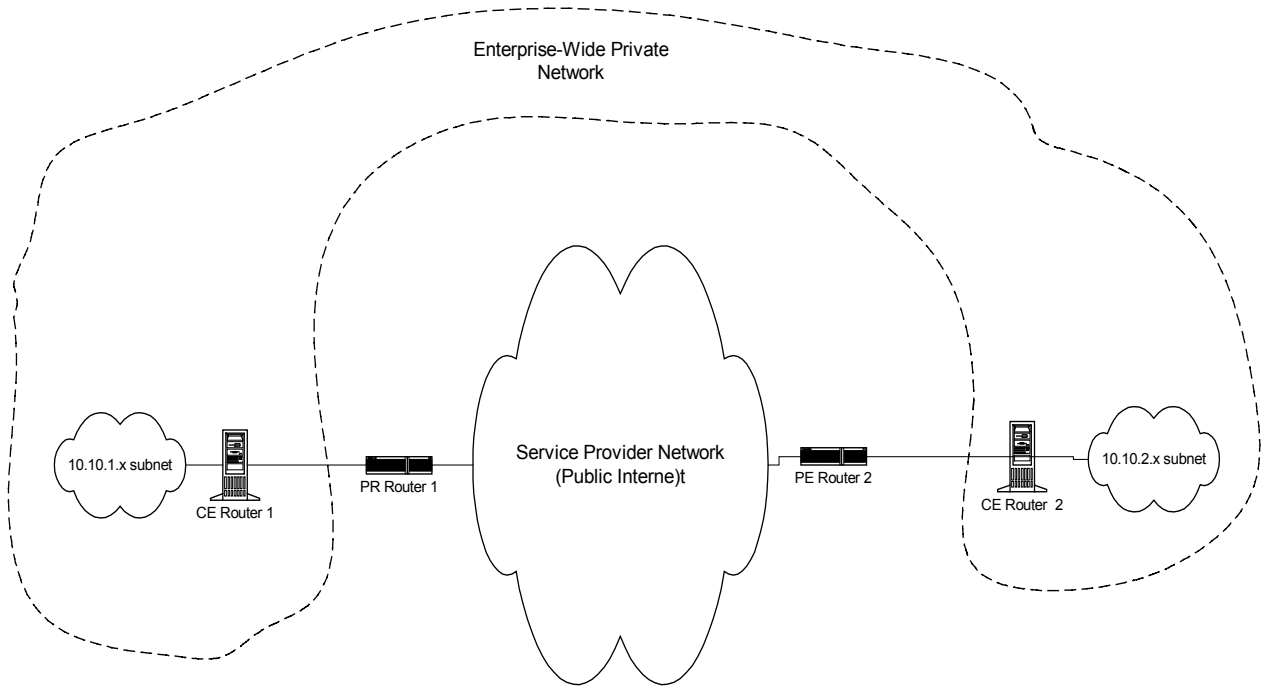 Enterprise-Wide Private
Network
10.10.1.x subnet
CE Router 1
PR Router 1
Service Provider Network
(Public Interne)t
PE Router 2
CE Router 2
10.10.2.x subnet